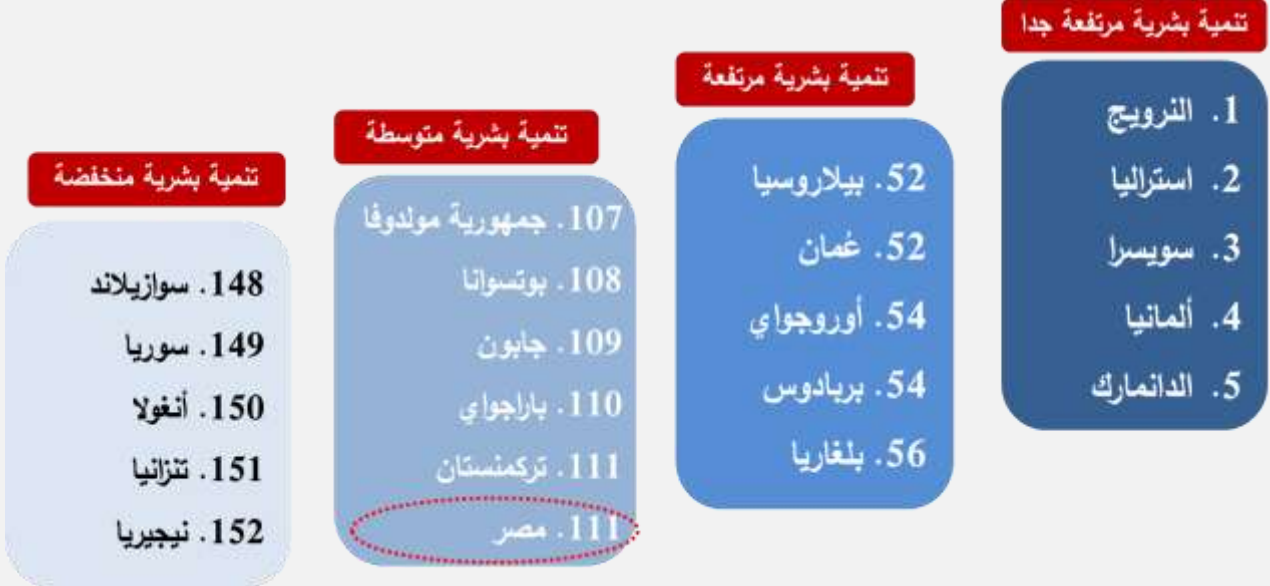 تنمية بشرية مرتفعة جدا
1. النرويج
2. استراليا
3. سويسرا
4. ألمانيا
5. الدانمارك
تنمية بشرية مرتفعة
52. بيلاروسيا
52. عُمان
54. أوروجواي
54. بربادوس
56. بلغاريا
تنمية بشرية متوسطة
107. جمهورية مولدوفا
108. بوتسوانا
109. جابون
110. باراجواي
111. تركمنستان
111. مصر
تنمية بشرية منخفضة
148. سوازيلاند
149. سوريا
150. أنغولا
151. تنزانيا
152. نيجيريا